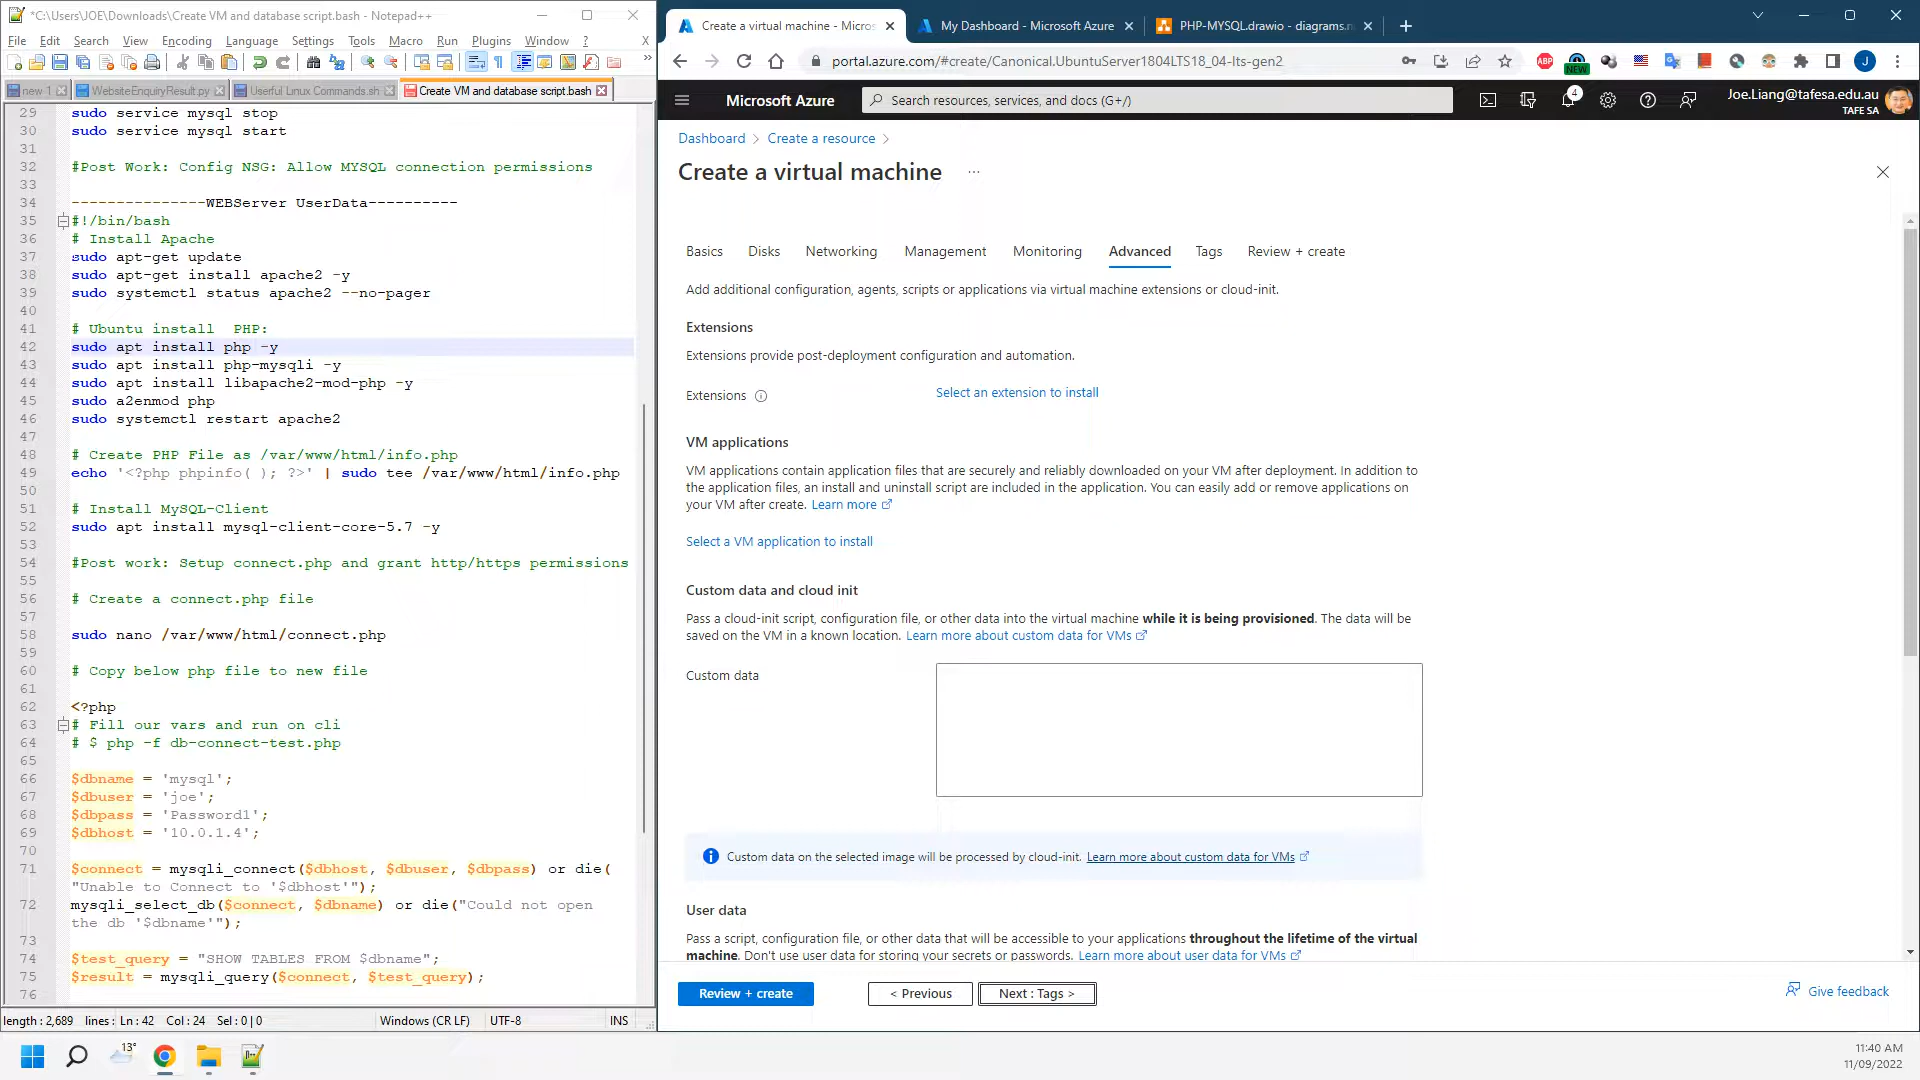 *C:\Users\JOE\Downloads\Create VM and database script.bash - Notepad++
File Edit Search View Encoding Language Settings Tools Macro Run Plugins Window ? X
new 1 WebsiteEnquiryResult.py Userful Linux Commands.sh Create VM and database script.bash
29 sudo service mysql stop
30 sudo service mysql start
31
32 #Post Work: Config NSG: Allow MYSQL connection permissions
33
34 ---------------WEBServer UserData----------
35 #!/bin/bash
36 # Install Apache
37 sudo apt-get update
38 sudo apt-get install apache2 -y
39 sudo systemctl status apache2 --no-pager
40
41 # Ubuntu install  PHP:
42 sudo apt install php -y
43 sudo apt install php-mysqli -y
44 sudo apt install libapache2-mod-php -y
45 sudo a2enmod php
46 sudo systemctl restart apache2
47
48 # Create PHP File as /var/www/html/info.php
49 echo '<?php phpinfo( ); ?>' | sudo tee /var/www/html/info.php
50
51 # Install MySQL-Client
52 sudo apt install mysql-client-core-5.7 -y
53
54 #Post work: Setup connect.php and grant http/https permissions
55
56 # Create a connect.php file
57
58 sudo nano /var/www/html/connect.php
59
60 # Copy below php file to new file
61
62 <?php
63 # Fill our vars and run on cli
64 # $ php -f db-connect-test.php
65
66 $dbname = 'mysql';
67 $dbuser = 'joe';
68 $dbpass = 'Password1';
69 $dbhost = '10.0.1.4';
70
71 $connect = mysqli_connect($dbhost, $dbuser, $dbpass) or die(
"Unable to Connect to '$dbhost'");
72 mysqli_select_db($connect, $dbname) or die("Could not open
the db '$dbname'");
73
74 $test_query = "SHOW TABLES FROM $dbname";
75 $result = mysqli_query($connect, $test_query);
76
length : 2,689 lines : Ln : 42 Col : 24 Sel : 0 | 0 Windows (CR LF) UTF-8 INS
Create a virtual machine - Micros My Dashboard - Microsoft Azure PHP-MYSQL.drawio - diagrams.n
portal.azure.com/#create/Canonical.UbuntuServer1804LTS18_04-lts-gen2
ABP NEW J
Microsoft Azure Search resources, services, and docs (G+/) 4 Joe.Liang@tafesa.edu.au
TAFE SA
Dashboard > Create a resource >
Create a virtual machine ...
Basics Disks Networking Management Monitoring Advanced Tags Review + create
Add additional configuration, agents, scripts or applications via virtual machine extensions or cloud-init.
Extensions
Extensions provide post-deployment configuration and automation.
Extensions Select an extension to install
VM applications
VM applications contain application files that are securely and reliably downloaded on your VM after deployment. In addition to
the application files, an install and uninstall script are included in the application. You can easily add or remove applications on
your VM after create. Learn more
Select a VM application to install
Custom data and cloud init
Pass a cloud-init script, configuration file, or other data into the virtual machine while it is being provisioned. The data will be
saved on the VM in a known location. Learn more about custom data for VMs
Custom data
Custom data on the selected image will be processed by cloud-init. Learn more about custom data for VMs
User data
Pass a script, configuration file, or other data that will be accessible to your applications throughout the lifetime of the virtual
machine. Don't use user data for storing your secrets or passwords. Learn more about user data for VMs
Review + create < Previous Next : Tags > Give feedback
13°
11:40 AM
11/09/2022